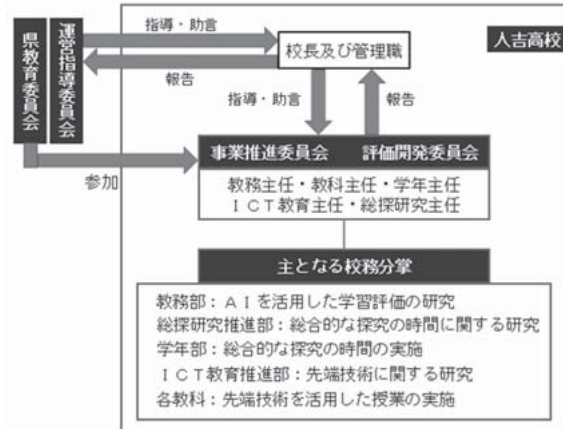 人吉高校
県教育委員会
運営指導委員会
指導・助言
報告
校長及び管理職
指導・助言
報告
参加
事業推進委員会 評価開発委員会
教務主任・教科主任・学年主任
ICT教育主任・総探研究主任
主となる校務分掌
教務部：AIを活用した学習評価の研究
総探研究推進部：総合的な探究の時間に関する研究
学年部：総合的な探究の時間の実施
ICT教育推進部：先端技術に関する研究
各教科：先端技術を活用した授業の実施